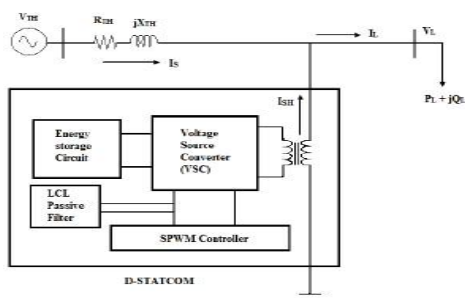 VTH
RTH
jXTH
IL
VL
IS
PL + jQL
ISH
Energy
storage
Circuit
Voltage
Source
Converter
(VSC)
LCL
Passive
Filter
SPWM Controller
D-STATCOM